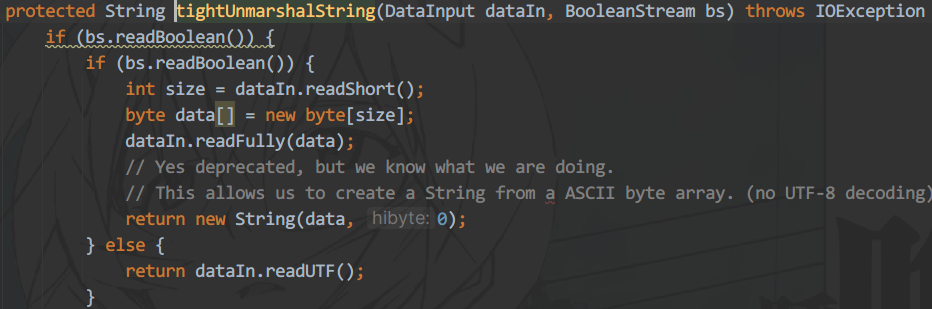 protected String tightUnmarshalString(DataInput dataIn, BooleanStream bs) throws IOException
if (bs.readBoolean()) {
if (bs.readBoolean()) {
int size = dataIn.readShort();
byte data[] = new byte[size];
dataIn.readFully(data);
// Yes deprecated, but we know what we are doing.
// This allows us to create a String from a ASCII byte array. (no UTF-8 decoding)
return new String(data, hibyte: 0);
} else {
return dataIn.readUTF();
}